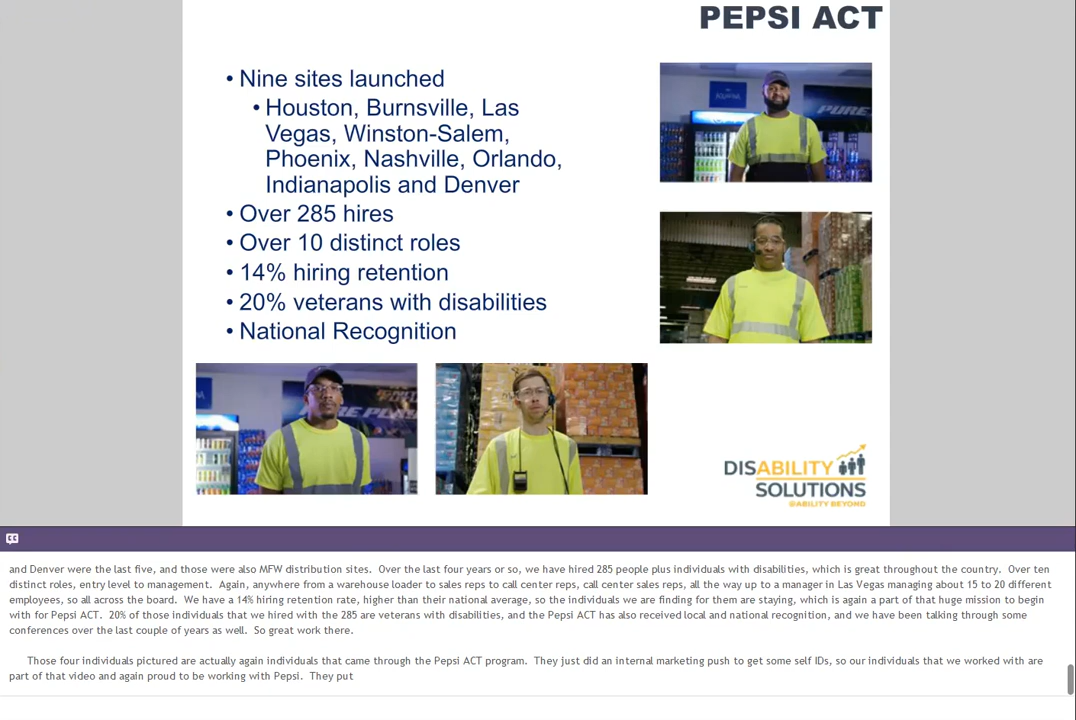 PEPSI ACT
• Nine sites launched
• Houston, Burnsville, Las
Vegas, Winston-Salem,
Phoenix, Nashville, Orlando,
Indianapolis and Denver
• Over 285 hires
• Over 10 distinct roles
• 14% hiring retention
• 20% veterans with disabilities
• National Recognition
PURE
DISABILITY
SOLUTIONS
@ABILITY BEYOND
and Denver were the last five, and those were also MFW distribution sites.  Over the last four years or so, we have hired 285 people plus individuals with disabilities, which is great throughout the country.  Over ten
distinct roles, entry level to management.  Again, anywhere from a warehouse loader to sales reps to call center reps, call center sales reps, all the way up to a manager in Las Vegas managing about 15 to 20 different
employees, so all across the board.  We have a 14% hiring retention rate, higher than their national average, so the individuals we are finding for them are staying, which is again a part of that huge mission to begin
with for Pepsi ACT.  20% of those individuals that we hired with the 285 are veterans with disabilities, and the Pepsi ACT has also received local and national recognition, and we have been talking through some
conferences over the last couple of years as well.  So great work there.
Those four individuals pictured are actually again individuals that came through the Pepsi ACT program.  They just did an internal marketing push to get some self IDs, so our individuals that we worked with are
part of that video and again proud to be working with Pepsi.  They put